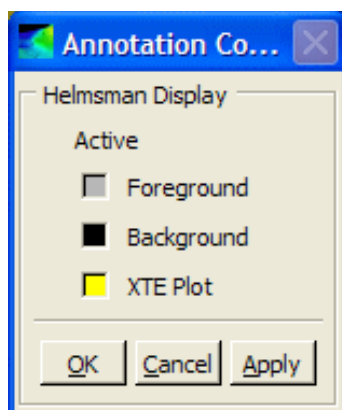 Annotation Co...
Helmsman Display
Active
Foreground
Background
XTE Plot
OK Cancel Apply